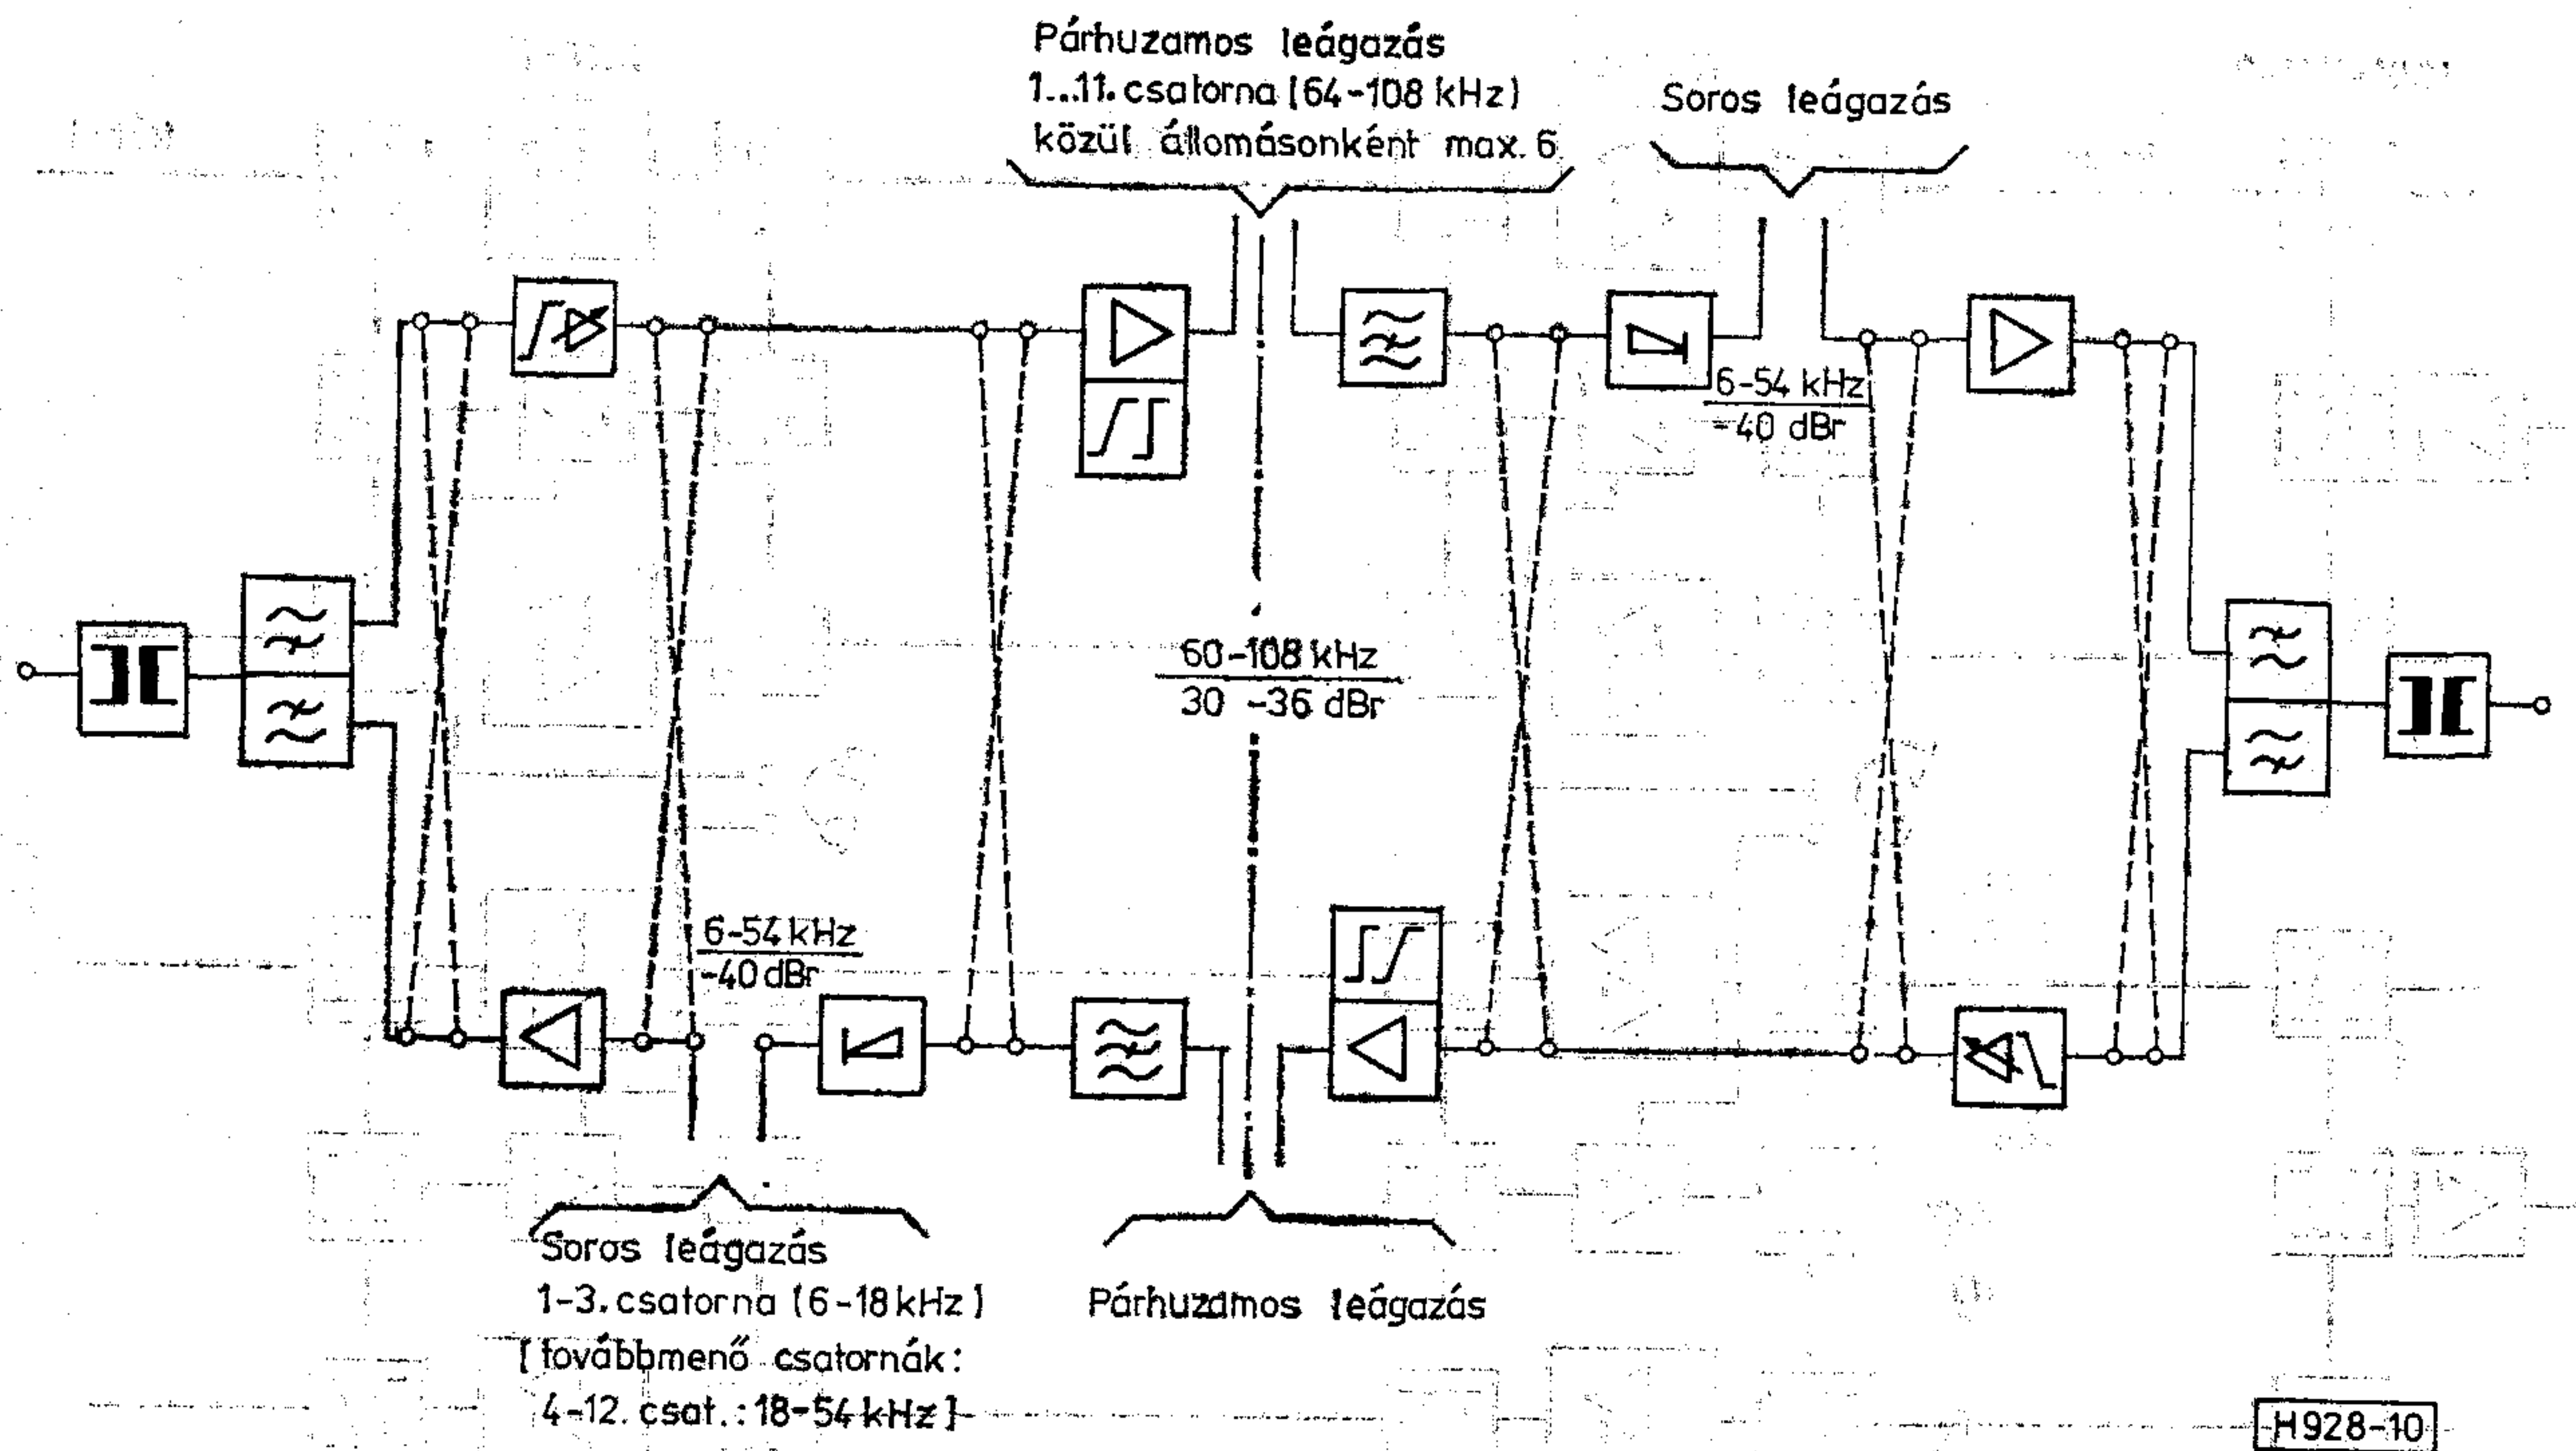 Párhuzamos leágazás
1...11. csatorna (64-108 kHz)
közül állomásonként max. 6
Soros leágazás
6-54 kHz
-40 dBr
60-108 kHz
30 -36 dBr
6-54 kHz
-40 dBr
Soros leágazás
1-3. csatorna (6-18 kHz)
[továbbmenő csatornák:
4-12. csat.: 18-54 kHz]
Párhuzamos leágazás
H928-10